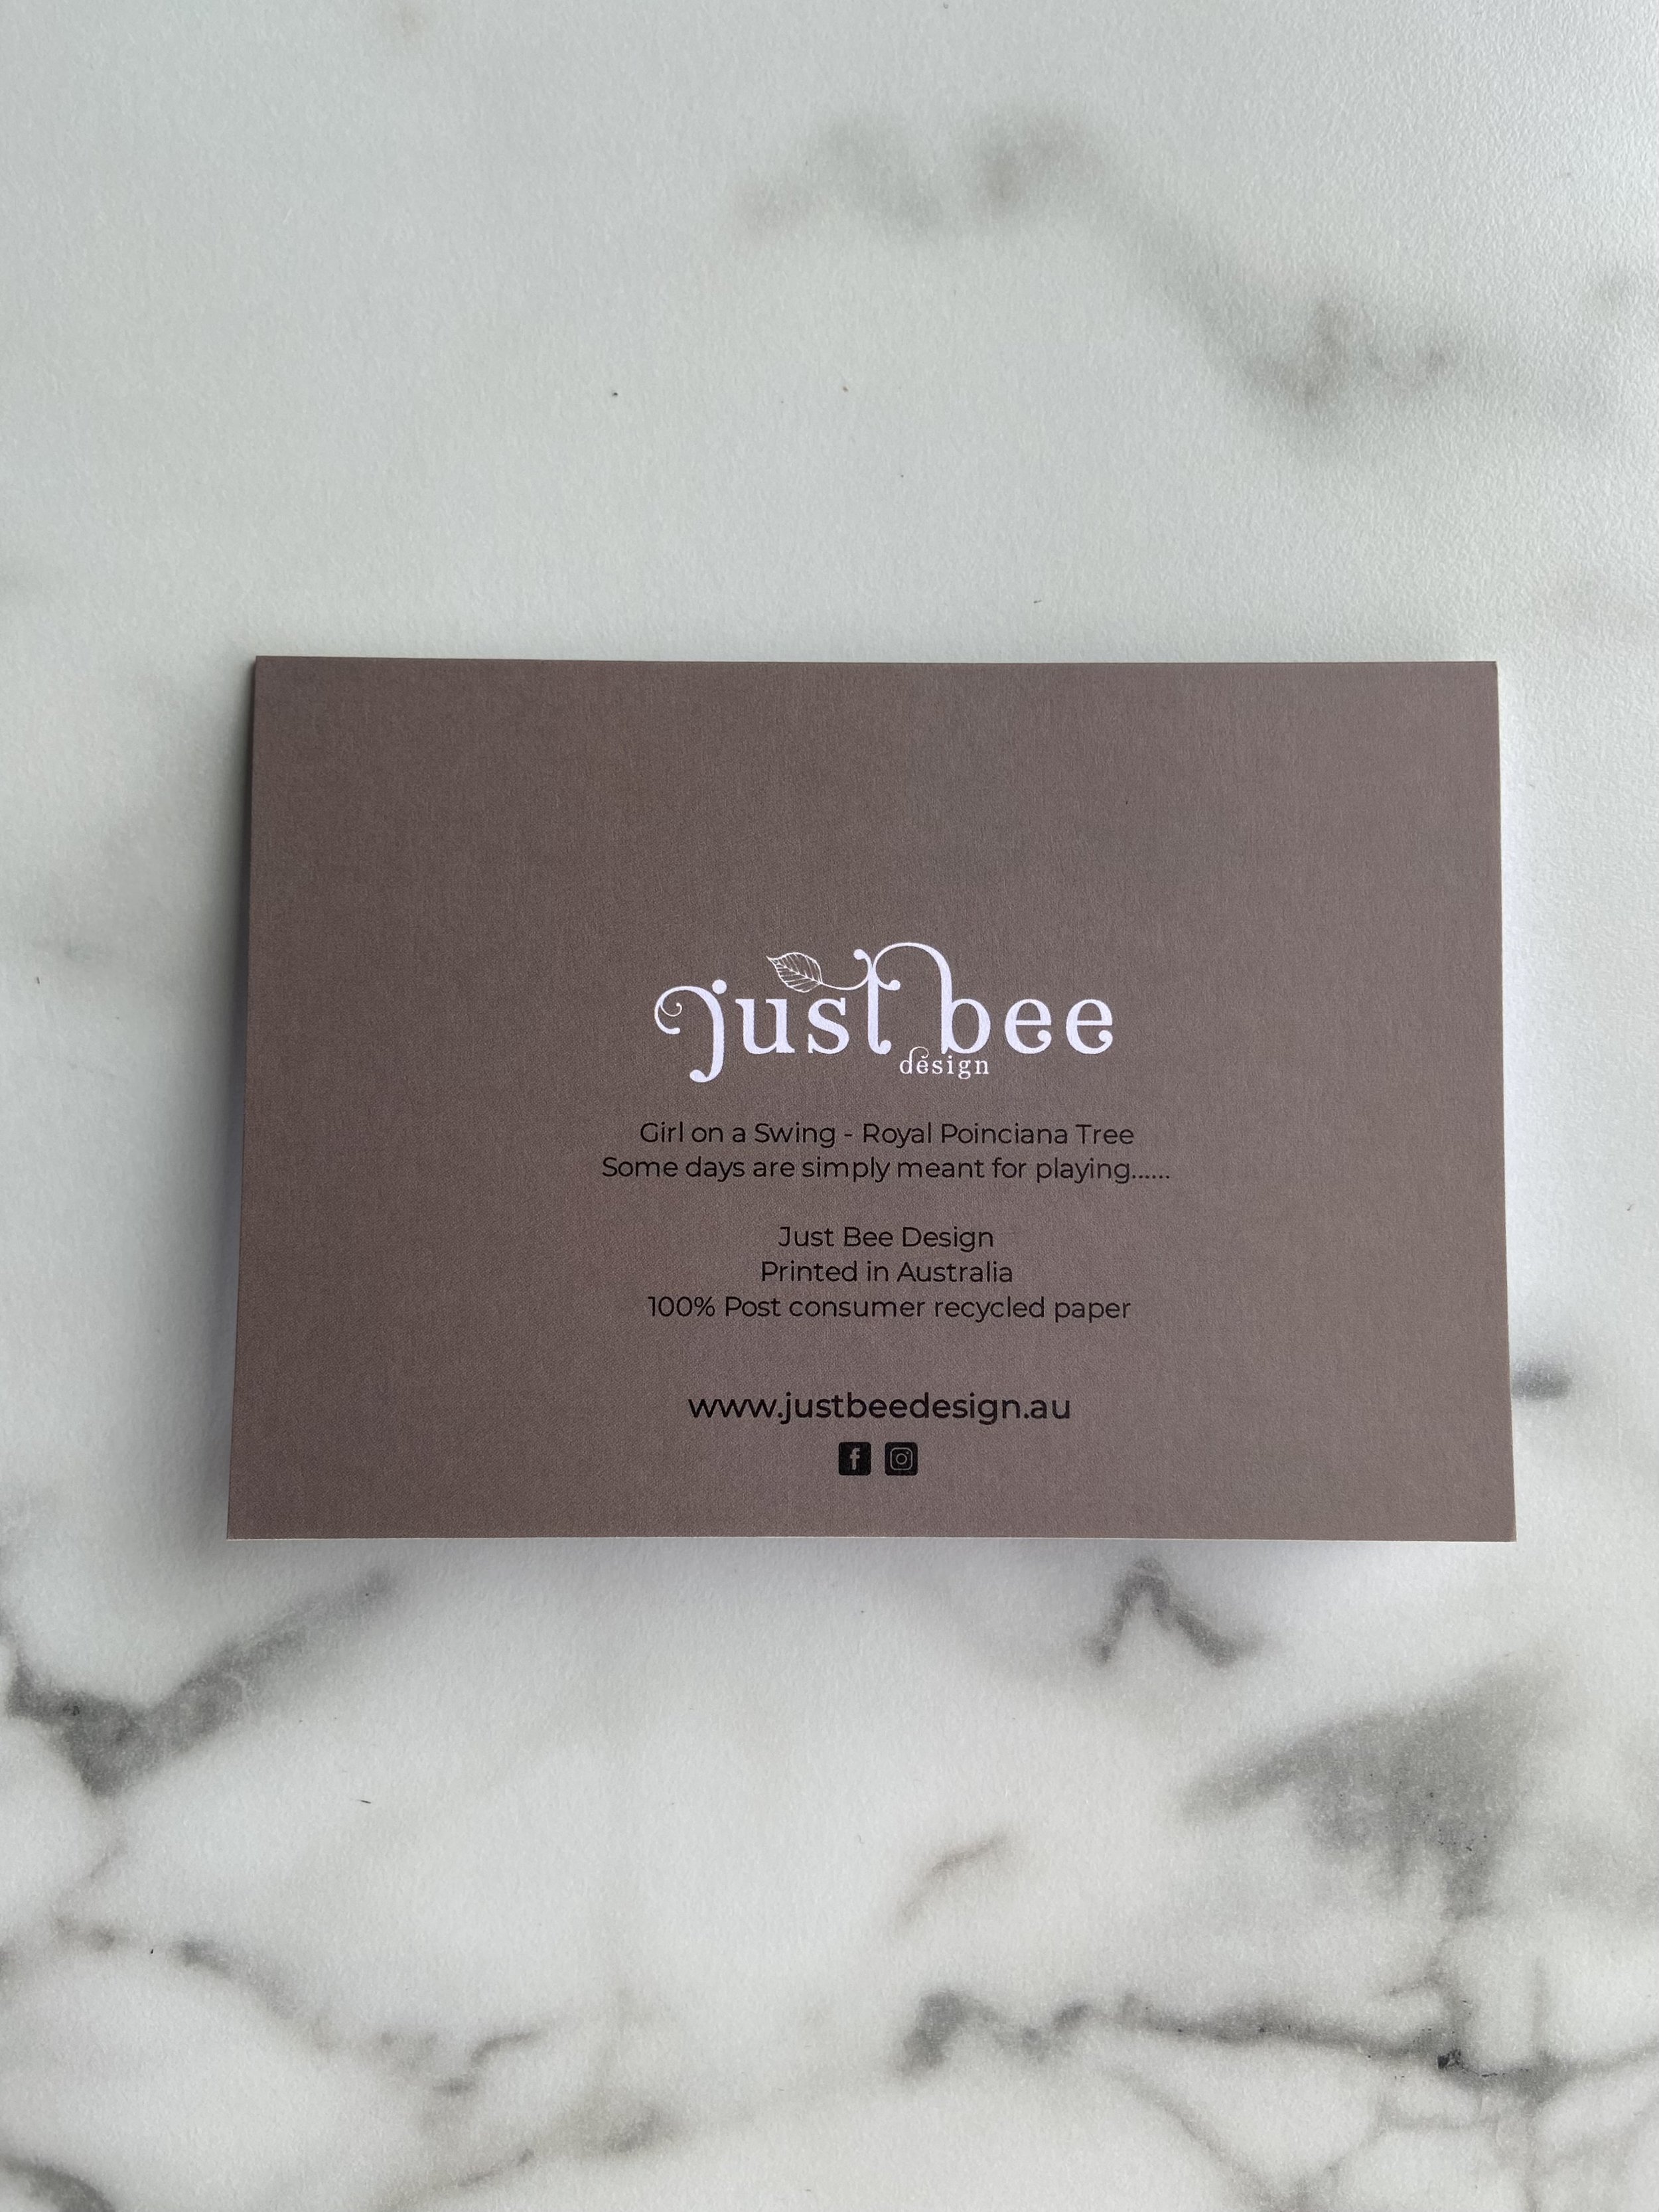 just bee
design
Girl on a Swing - Royal Poinciana Tree
Some days are simply meant for playing......
Just Bee Design
Printed in Australia
100% Post consumer recycled paper
www.justbeedesign.au